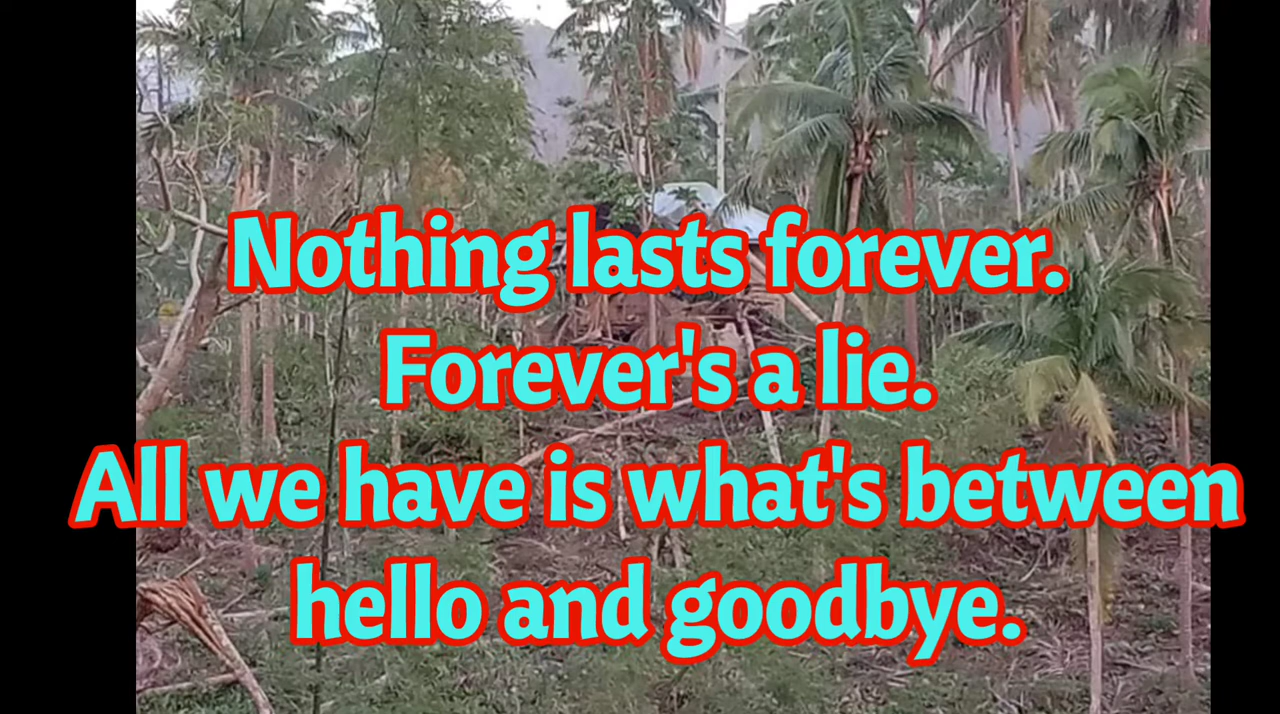 Nothing lasts forever.
Forever's a lie.
All we have is what's between
hello and goodbye.